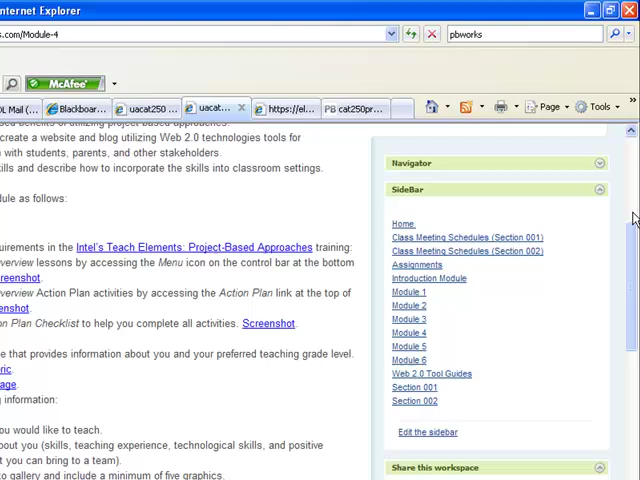 nternet Explorer
s.com/Module-4
pbworks
McAfee
OL Mail (...
Blackboar...
uacat250 ...
uacat...
https://el...
PB cat250pr...
Page
Tools
create a website and blog utilizing Web 2.0 technologies tools for
with students, parents, and other stakeholders.
kills and describe how to incorporate the skills into classroom settings.
dule as follows:
uirements in the Intel's Teach Elements: Project-Based Approaches training:
verview lessons by accessing the Menu icon on the control bar at the bottom
reenshot.
verview Action Plan activities by accessing the Action Plan link at the top of
nshot.
on Plan Checklist to help you complete all activities. Screenshot.
e that provides information about you and your preferred teaching grade level.
ric.
age.
ng information:
ou would like to teach.
bout you (skills, teaching experience, technological skills, and positive
t you can bring to a team).
to gallery and include a minimum of five graphics.
Navigator
SideBar
Home
Class Meeting Schedules (Section 001)
Class Meeting Schedules (Section 002)
Assignments
Introduction Module
Module 1
Module 2
Module 3
Module 4
Module 5
Module 6
Web 2.0 Tool Guides
Section 001
Section 002
Edit the sidebar
Share this workspace